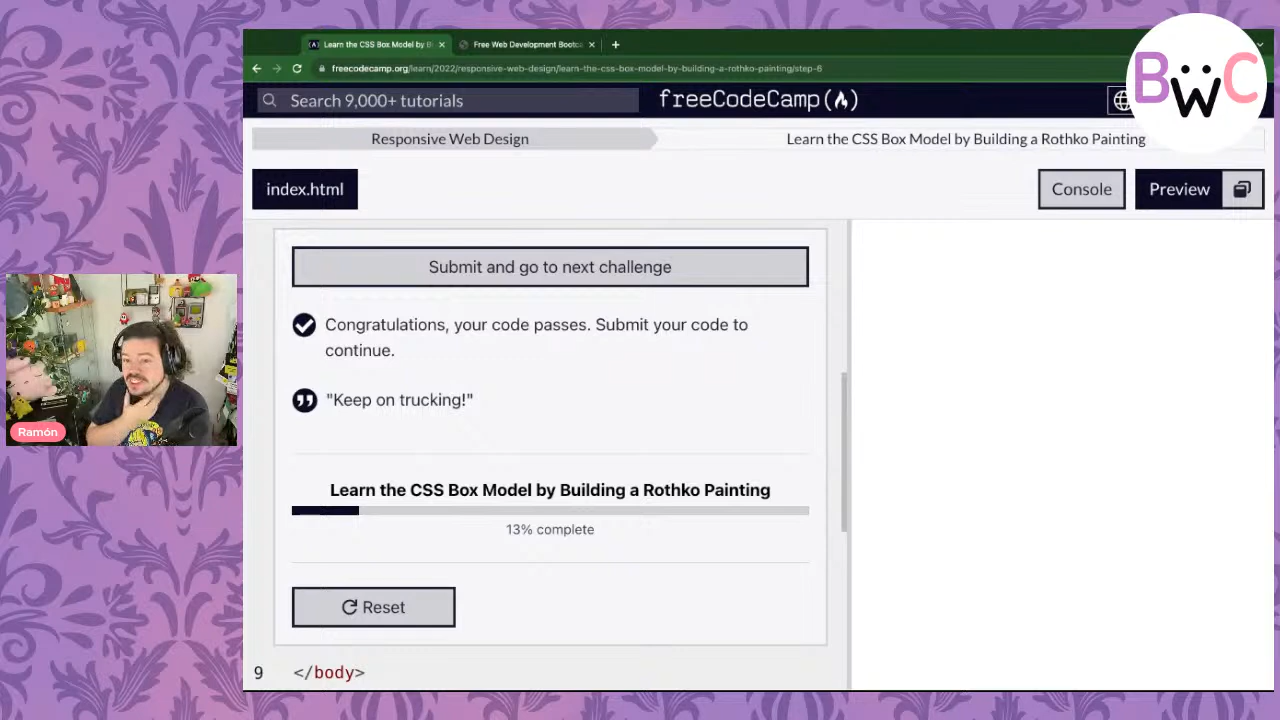 Learn the CSS Box Model by B
Free Web Development Bootca
freecodecamp.org/learn/2022/responsive-web-design/learn-the-css-box-model-by-building-a-rothko-painting/step-6
BWC
Search 9,000+ tutorials
freeCodeCamp
Responsive Web Design
Learn the CSS Box Model by Building a Rothko Painting
index.html
Console
Preview
Submit and go to next challenge
Congratulations, your code passes. Submit your code to
continue.
"Keep on trucking!"
Learn the CSS Box Model by Building a Rothko Painting
13% complete
Reset
9 </body>
Ramón